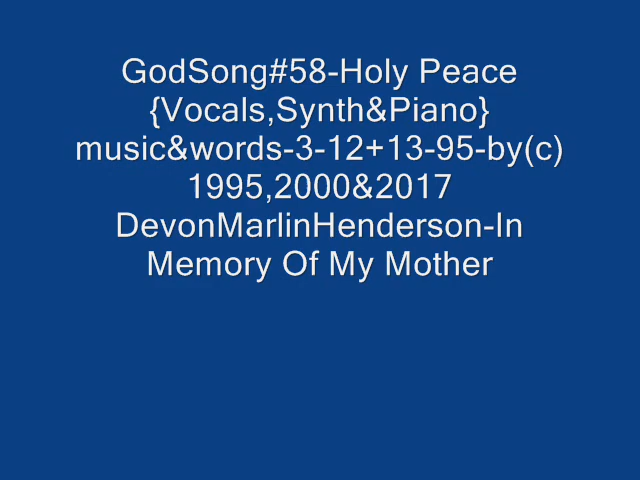 GodSong#58-Holy Peace
{Vocals,Synth&Piano}
music&words-3-12+13-95-by(c)
1995,2000&2017
DevonMarlinHenderson-In
Memory Of My Mother